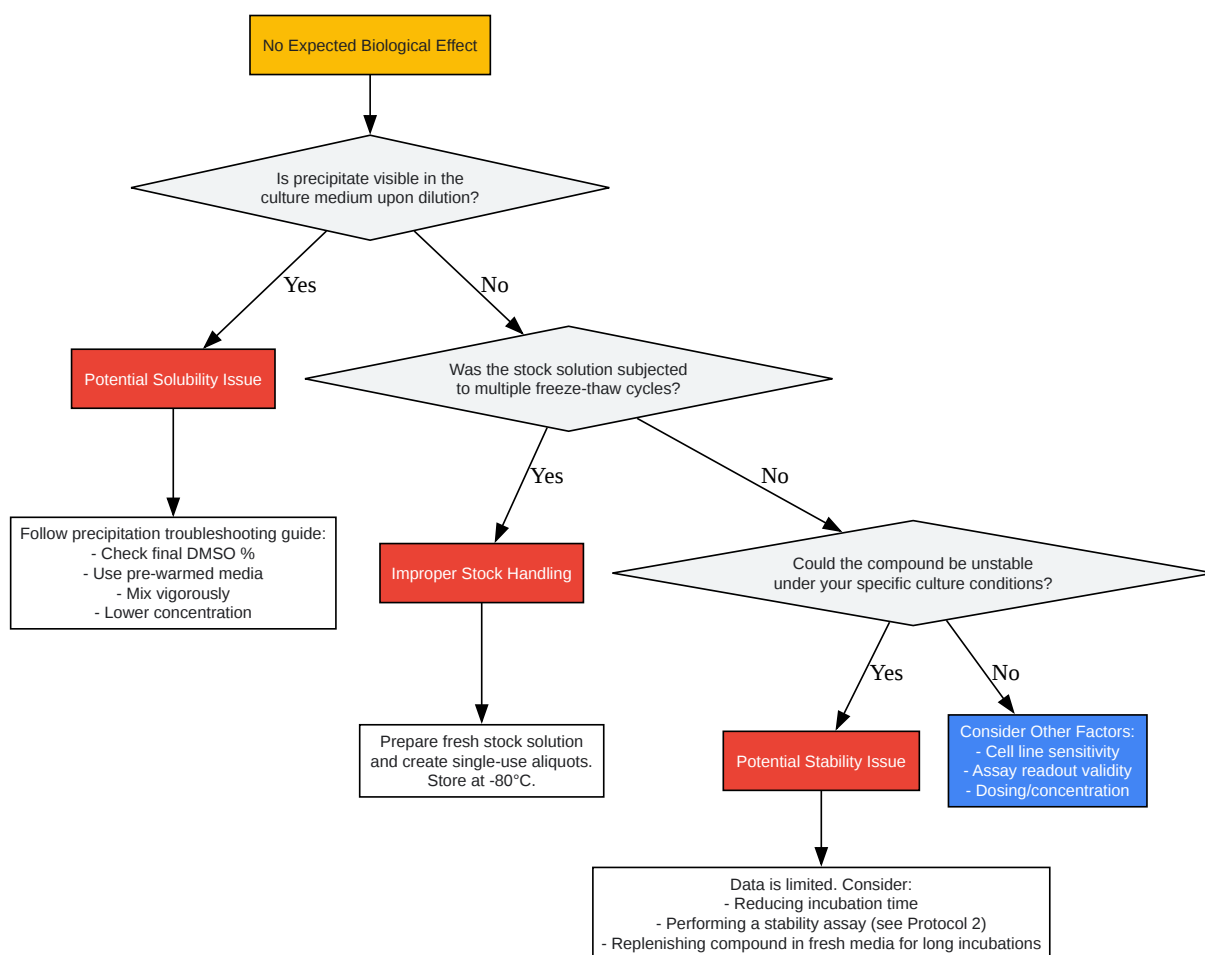 No Expected Biological Effect
Is precipitate visible in the
culture medium upon dilution?
Yes
No
Potential Solubility Issue
Was the stock solution subjected
to multiple freeze-thaw cycles?
Follow precipitation troubleshooting guide:
- Check final DMSO %
- Use pre-warmed media
- Mix vigorously
- Lower concentration
Yes
No
Improper Stock Handling
Could the compound be unstable
under your specific culture conditions?
Prepare fresh stock solution
and create single-use aliquots.
Store at -80°C.
Yes
No
Potential Stability Issue
Consider Other Factors:
- Cell line sensitivity
- Assay readout validity
- Dosing/concentration
Data is limited. Consider:
- Reducing incubation time
- Performing a stability assay (see Protocol 2)
- Replenishing compound in fresh media for long incubations